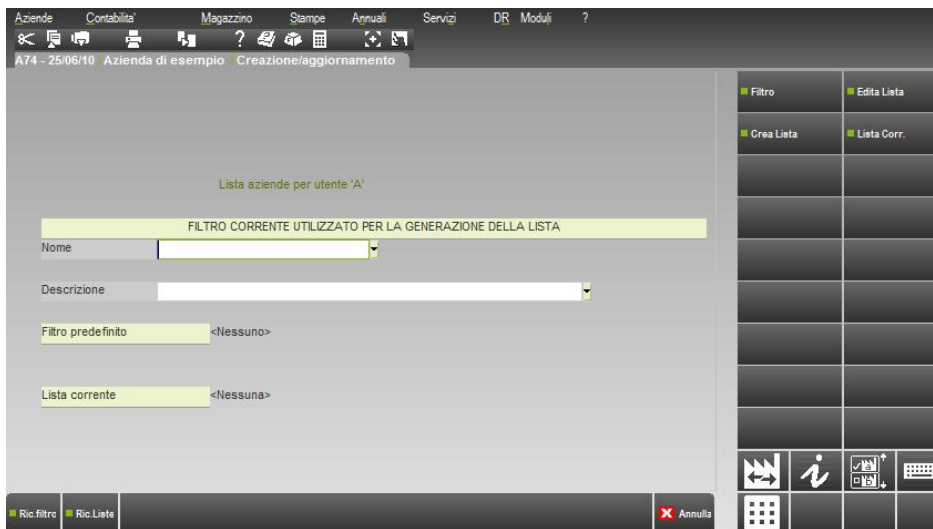 Aziende Contabilita' Magazzino Stampe Annuali Servizi DR Moduli ?
A74 - 25/06/10 Azienda di esempio Creazione/aggiornamento
Filtro Edita Lista
Crea Lista Lista Corr.
Lista aziende per utente 'A'
FILTRO CORRENTE UTILIZZATO PER LA GENERAZIONE DELLA LISTA
Nome
Descrizione
Filtro predefinito <Nessuno>
Lista corrente <Nessuna>
Ric.filtro Ric.Liste Annulla